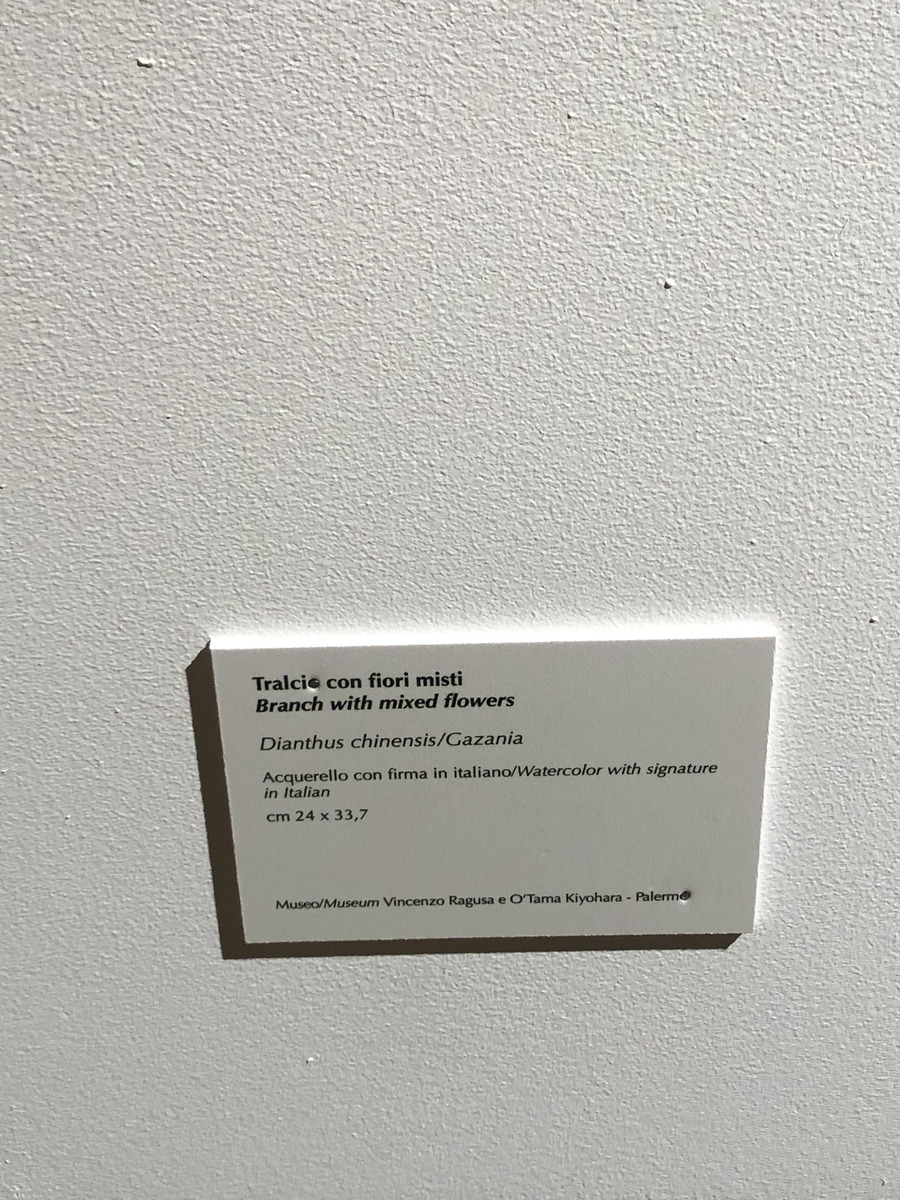 Tralcio con fiori misti
Branch with mixed flowers
Dianthus chinensis/Gazania
Acquerello con firma in italiano/Watercolor with signature
in Italian
cm 24 x 33,7
Museo/Museum Vincenzo Ragusa e O'Tama Kiyohara - Palermo